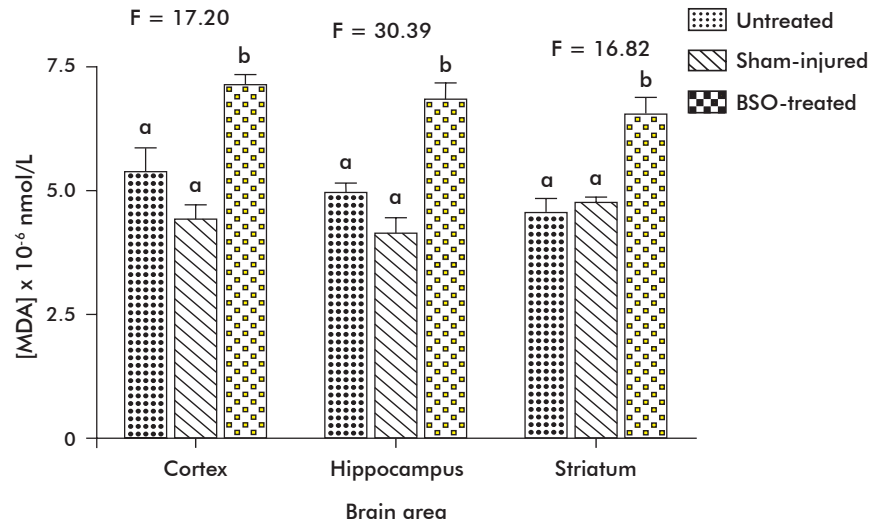 F = 17.20
F = 30.39
F = 16.82
Untreated
Sham-injured
BSO-treated
[MDA] x 10⁻⁶ nmol/L
7.5
5.0
2.5
0
a
a
b
a
a
b
a
a
b
Cortex
Hippocampus
Striatum
Brain area